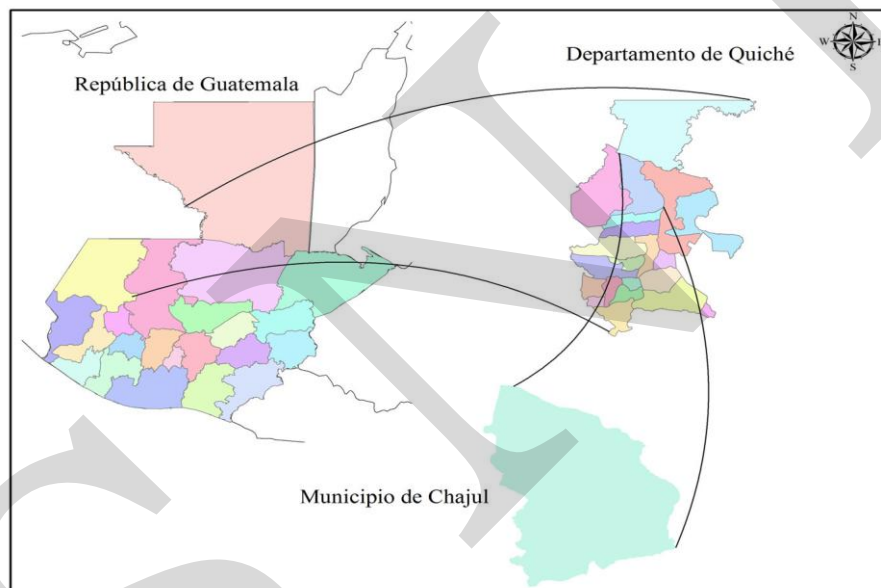 Departamento de Quiché
República de Guatemala
Municipio de Chajul
N
W
E
S